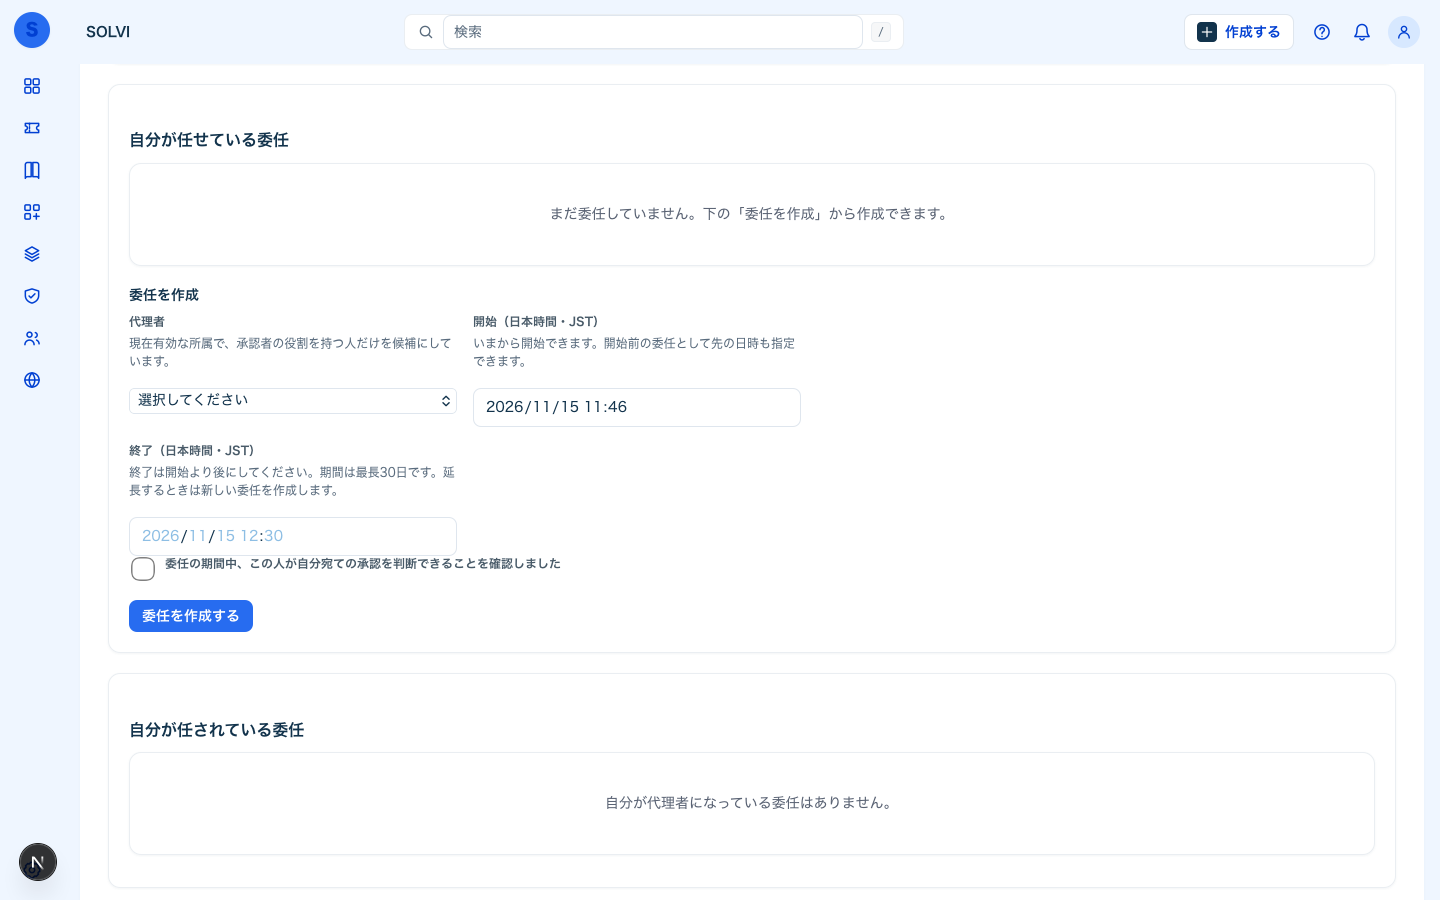 S
SOLVI
検索
/
作成する
自分が任せている委任
まだ委任していません。下の「委任を作成」から作成できます。
委任を作成
代理者
現在有効な所属で、承認者の役割を持つ人だけを候補にして
います。
選択してください
開始（日本時間・JST）
いまから開始できます。開始前の委任として先の日時も指定
できます。
2026/11/15 11:46
終了（日本時間・JST）
終了は開始より後にしてください。期間は最長30日です。延
長するときは新しい委任を作成します。
2026/11/15 12:30
委任の期間中、この人が自分宛ての承認を判断できることを確認しました
委任を作成する
自分が任されている委任
自分が代理者になっている委任はありません。
N